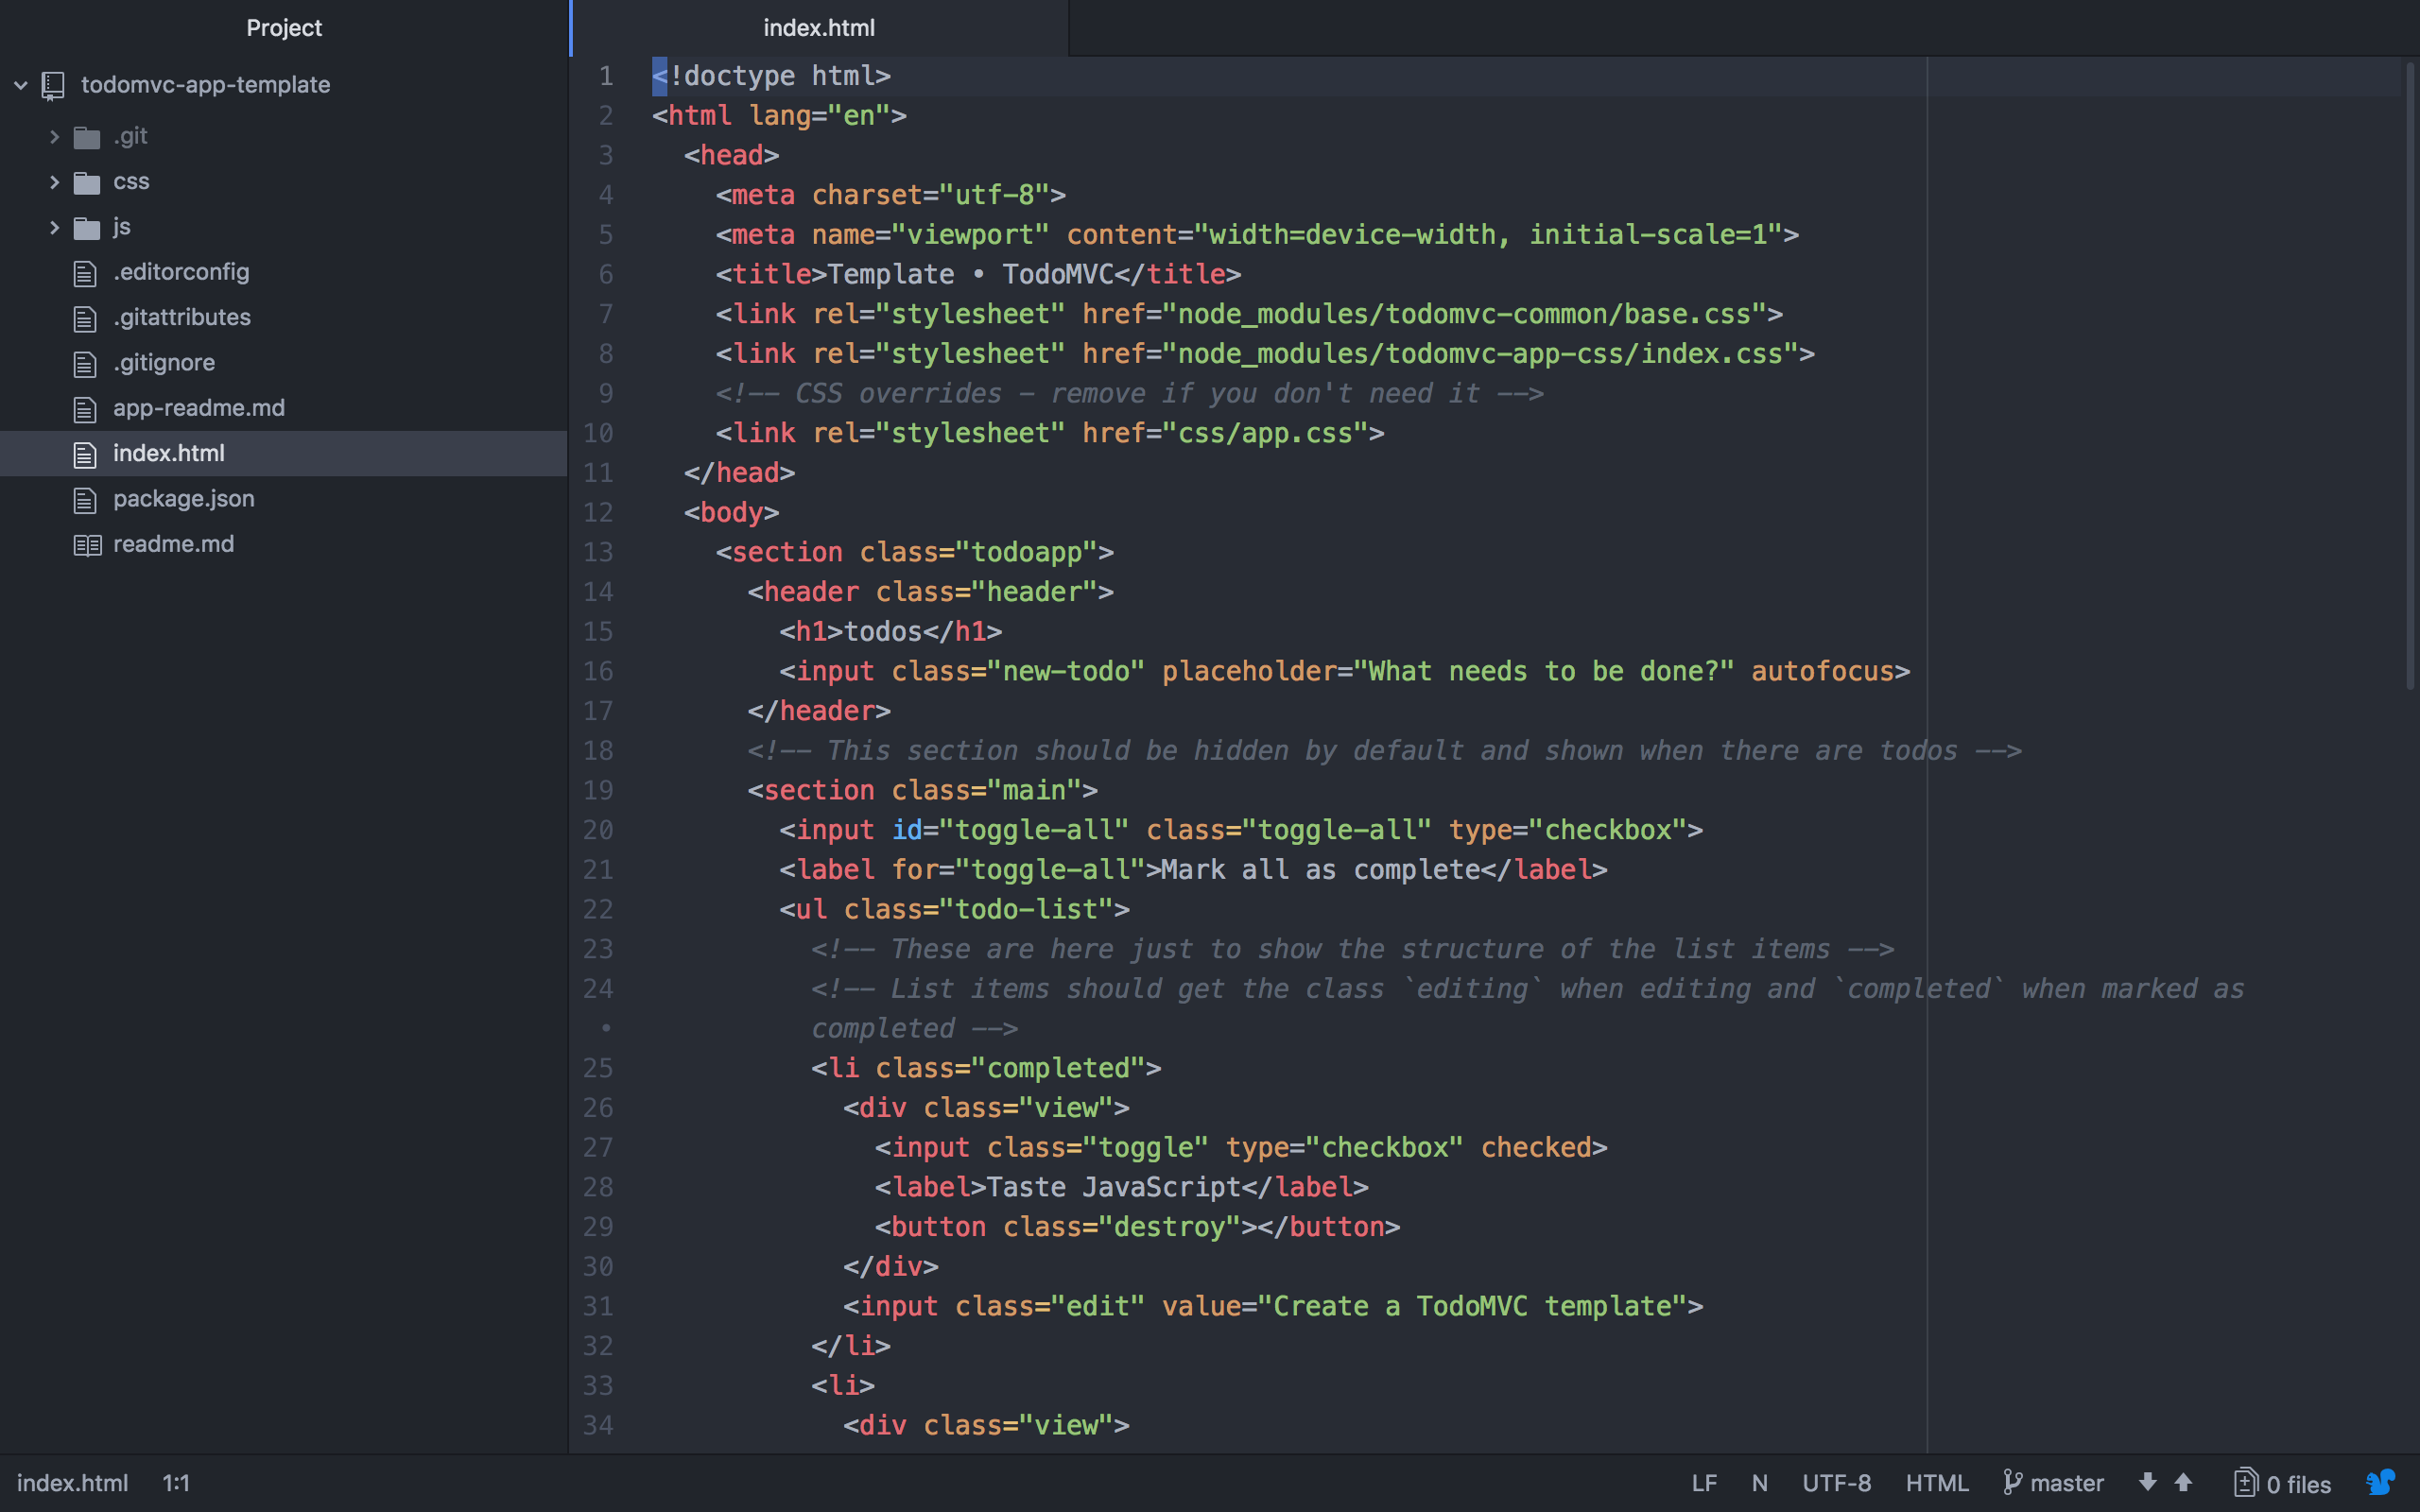 Project
todomvc-app-template
.git
css
js
.editorconfig
.gitattributes
.gitignore
app-readme.md
index.html
package.json
readme.md
index.html
1 <!doctype html>
2 <html lang="en">
3 <head>
4 <meta charset="utf-8">
5 <meta name="viewport" content="width=device-width, initial-scale=1">
6 <title>Template • TodoMVC</title>
7 <link rel="stylesheet" href="node_modules/todomvc-common/base.css">
8 <link rel="stylesheet" href="node_modules/todomvc-app-css/index.css">
9 <!-- CSS overrides - remove if you don't need it -->
10 <link rel="stylesheet" href="css/app.css">
11 </head>
12 <body>
13 <section class="todoapp">
14 <header class="header">
15 <h1>todos</h1>
16 <input class="new-todo" placeholder="What needs to be done?" autofocus>
17 </header>
18 <!-- This section should be hidden by default and shown when there are todos -->
19 <section class="main">
20 <input id="toggle-all" class="toggle-all" type="checkbox">
21 <label for="toggle-all">Mark all as complete</label>
22 <ul class="todo-list">
23 <!-- These are here just to show the structure of the list items -->
24 <!-- List items should get the class `editing` when editing and `completed` when marked as
• completed -->
25 <li class="completed">
26 <div class="view">
27 <input class="toggle" type="checkbox" checked>
28 <label>Taste JavaScript</label>
29 <button class="destroy"></button>
30 </div>
31 <input class="edit" value="Create a TodoMVC template">
32 </li>
33 <li>
34 <div class="view">
index.html 1:1 LF N UTF-8 HTML master 0 files